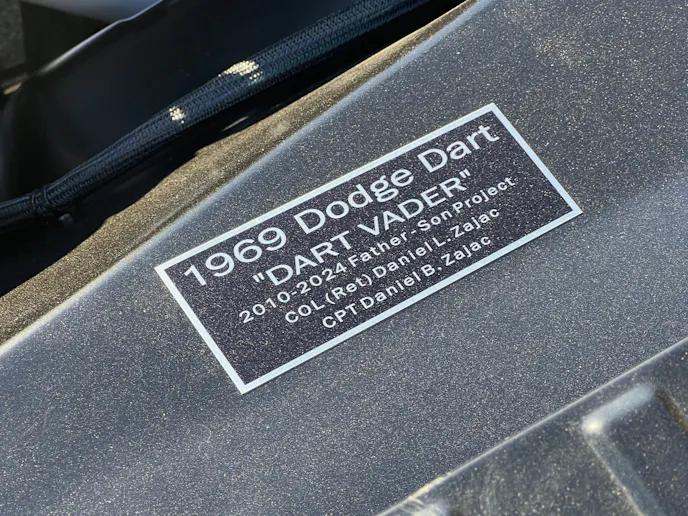 1969 Dodge Dart
"DART VADER"
2010-2024 Father-Son Project
COL (Ret) Daniel L. Zajac
CPT Daniel B. Zajac